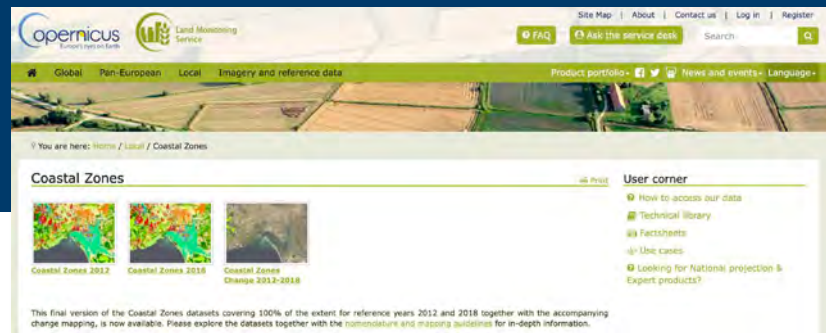 Site Map | About | Contact us | Log in | Register
opernicus
Europe's eyes on Earth
Land Monitoring
Service
FAQ
Ask the service desk
Search
Global Pan-European Local Imagery and reference data
Product portfolio
News and events
Language
You are here: Home / Local / Coastal Zones
Coastal Zones
Print
User corner
How to access our data
Technical library
Factsheets
Use cases
Looking for National projection &
Expert products?
Coastal Zones 2012
Coastal Zones 2018
Coastal Zones
Change 2012-2018
This final version of the Coastal Zones datasets covering 100% of the extent for reference years 2012 and 2018 together with the accompanying
change mapping, is now available. Please explore the datasets together with the nomenclature and mapping guidelines for in-depth information.